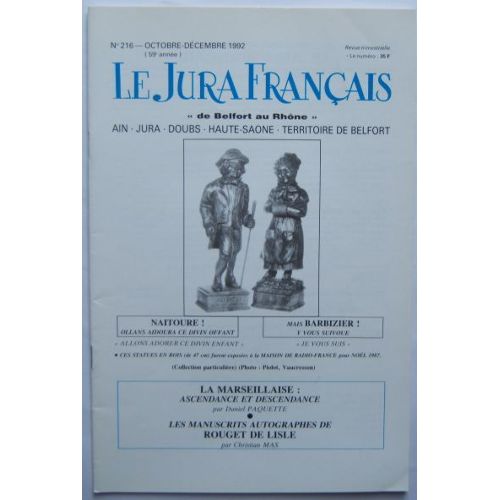 N° 216 — OCTOBRE-DÉCEMBRE 1992
( 59e année )
Revue trimestrielle
- Le numéro : 35 F
LE JURA FRANÇAIS
« de Belfort au Rhône »
AIN · JURA · DOUBS · HAUTE-SAONE · TERRITOIRE DE BELFORT
NAITOURE !
OLLANS AIDOURA CE DIVIN OFFANT
« ALLONS ADORER CE DIVIN ENFANT »
MAIS BARBIZIER !
Y VOUS SUIVOUE
« JE VOUS SUIS »
● CES STATUES EN BOIS (de 47 cm) furent exposées à la MAISON DE RADIO-FRANCE pour NOËL 1987.
(Collection particulière) (Photo : Pidot, Vaucresson)
LA MARSEILLAISE :
ASCENDANCE ET DESCENDANCE
par Daniel PAQUETTE
●
LES MANUSCRITS AUTOGRAPHES DE
ROUGET DE LISLE
par Christian MAS